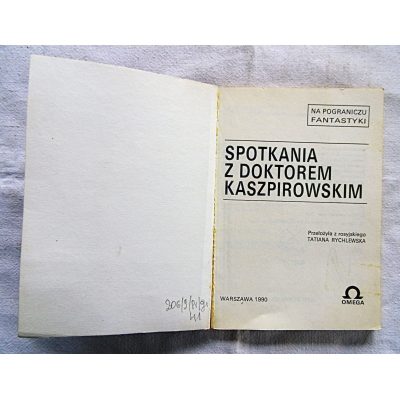 NA POGRANICZU
FANTASTYKI
SPOTKANIA
Z DOKTOREM
KASZPIROWSKIM
Przełożyła z rosyjskiego
TATIANA RYCHLEWSKA
WARSZAWA 1990
OMEGA